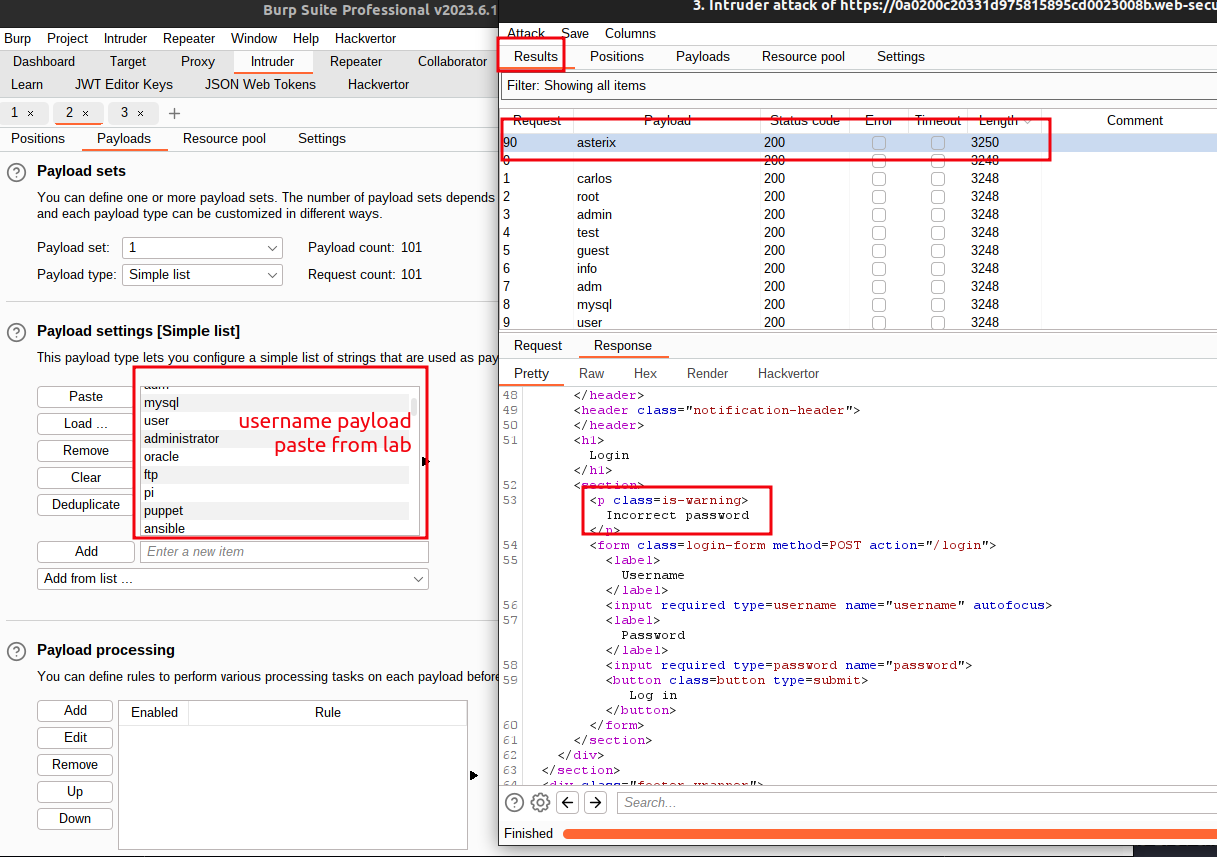 Burp Suite Professional v2023.6.1
Burp Project Intruder Repeater Window Help Hackvertor
Dashboard Target Proxy Intruder Repeater Collaborator
Learn JWT Editor Keys JSON Web Tokens Hackvertor
1 × 2 × 3 × +
Positions Payloads Resource pool Settings
? Payload sets
You can define one or more payload sets. The number of payload sets depends
and each payload type can be customized in different ways.
Payload set: 1 Payload count: 101
Payload type: Simple list Request count: 101
? Payload settings [Simple list]
This payload type lets you configure a simple list of strings that are used as pay
Paste
Load ...
Remove
Clear
Deduplicate
adm
mysql
user
administrator
oracle
ftp
pi
puppet
ansible
username payload
paste from lab
Add Enter a new item
Add from list ...
? Payload processing
You can define rules to perform various processing tasks on each payload before
Add
Edit
Remove
Up
Down
Enabled Rule
3. Intruder attack of https://0a0200c20331d975815895cd0023008b.web-secu
Attack Save Columns
Results Positions Payloads Resource pool Settings
Filter: Showing all items
Request Payload Status code Error Timeout Length Comment
90 asterix 200 3250
0 200 3248
1 carlos 200 3248
2 root 200 3248
3 admin 200 3248
4 test 200 3248
5 guest 200 3248
6 info 200 3248
7 adm 200 3248
8 mysql 200 3248
9 user 200 3248
Request Response
Pretty Raw Hex Render Hackvertor
48 </header>
49 <header class="notification-header">
50 </header>
51 <h1>
Login
</h1>
52 <section>
53 <p class=is-warning>
Incorrect password
</p>
54 <form class=login-form method=POST action="/login">
55 <label>
Username
</label>
56 <input required type=username name="username" autofocus>
57 <label>
Password
</label>
58 <input required type=password name="password">
59 <button class=button type=submit>
Log in
</button>
60 </form>
61 </section>
62 </div>
63 </section>
64 <div class="footer-wrapper">
? Search...
Finished